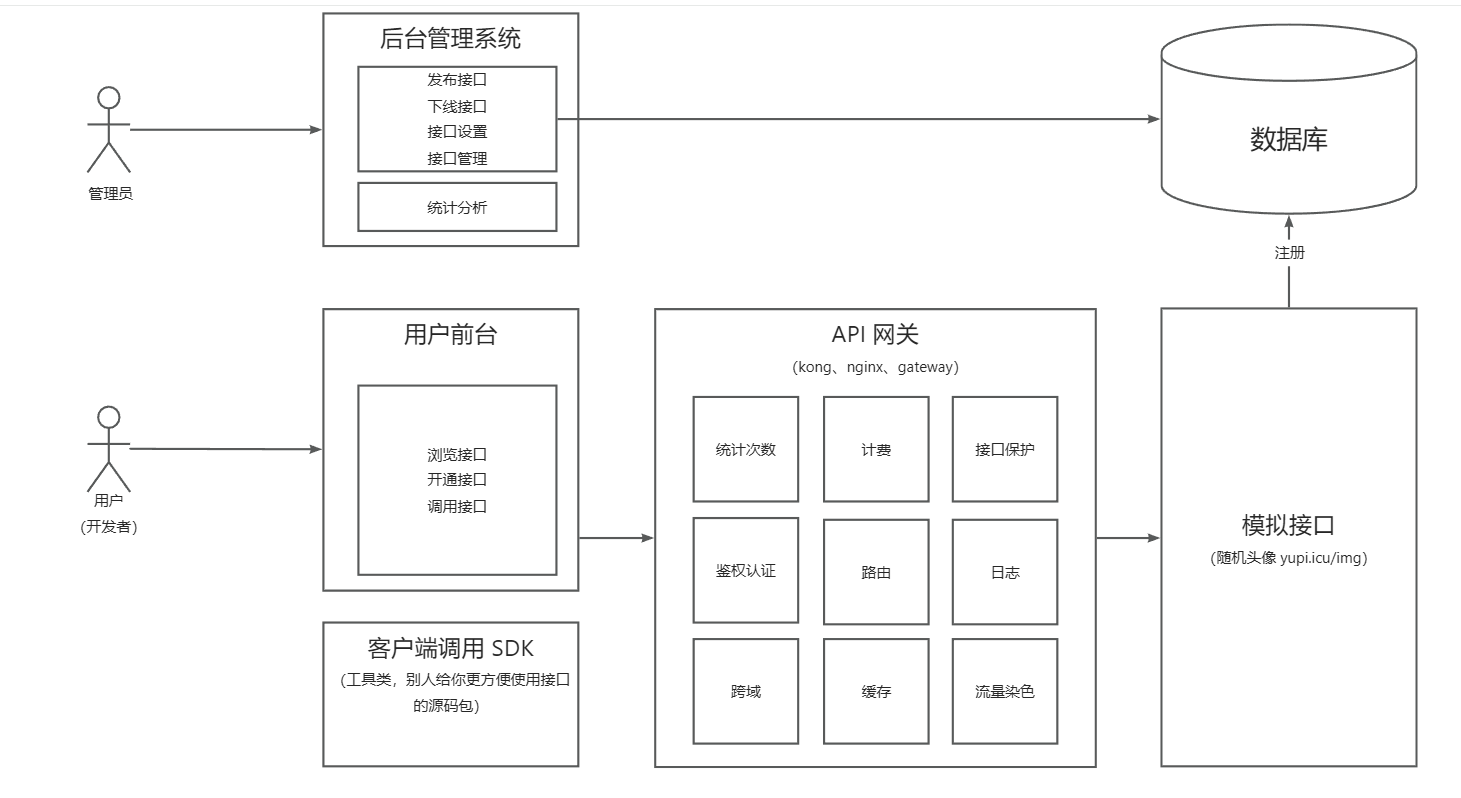 后台管理系统
发布接口
下线接口
接口设置
接口管理
统计分析
管理员
数据库
注册
用户前台
浏览接口
开通接口
调用接口
用户
(开发者)
客户端调用 SDK
(工具类，别人给你更方便使用接口
的源码包)
API 网关
(kong、nginx、gateway)
统计次数
计费
接口保护
鉴权认证
路由
日志
跨域
缓存
流量染色
模拟接口
(随机头像 yupi.icu/img)